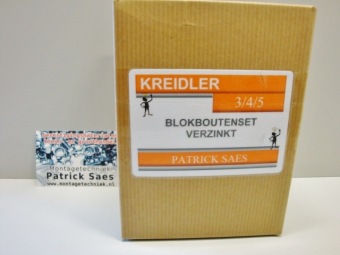 KREIDLER
3/4/5
BLOKBOUTENSET
VERZINKT
PATRICK SAES
Montagetechniek
Patrick Saes
www.montagetechniek.nl